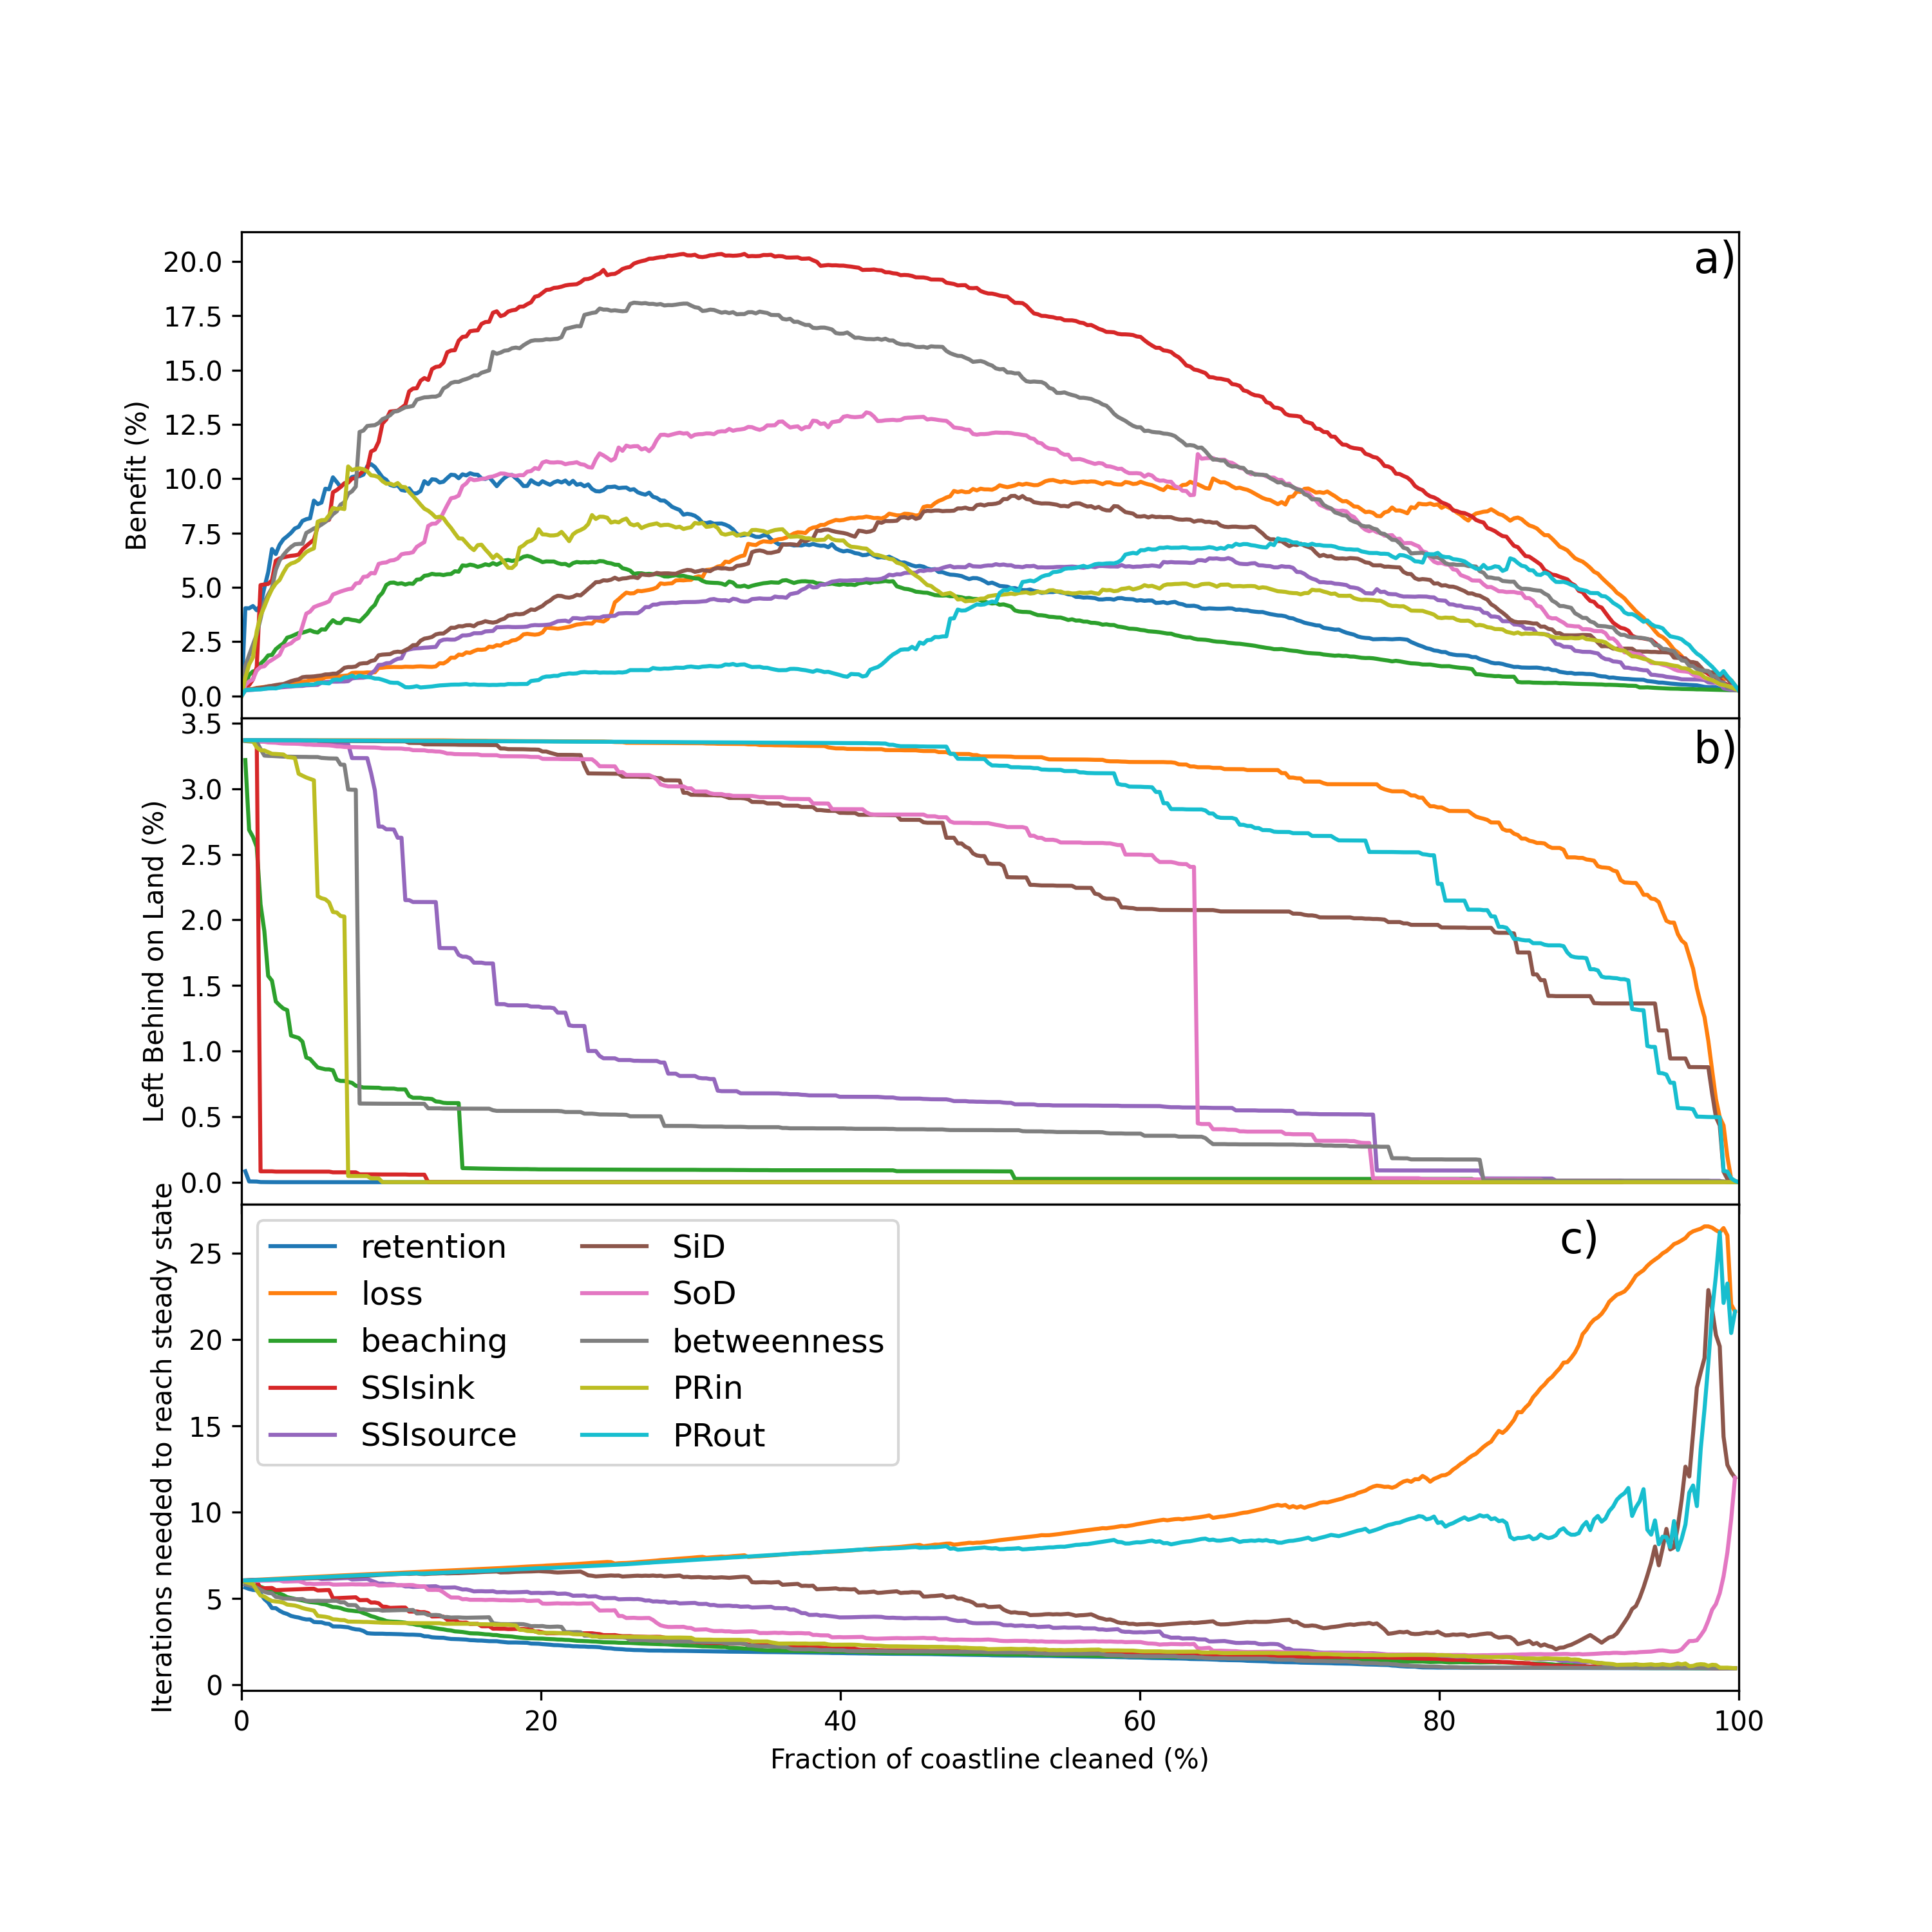 a)
20.0
17.5
15.0
12.5
10.0
7.5
5.0
2.5
0.0
Benefit (%)
b)
3.5
3.0
2.5
2.0
1.5
1.0
0.5
0.0
Left Behind on Land (%)
c)
25
20
15
10
5
0
Iterations needed to reach steady state
retention
loss
beaching
SSIsink
SSIsource
SiD
SoD
betweenness
PRin
PRout
0 20 40 60 80 100
Fraction of coastline cleaned (%)